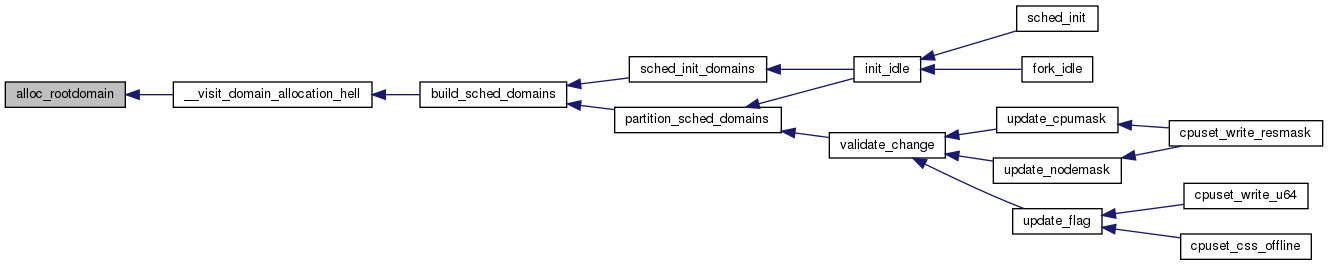 sched_init
sched_init_domains
init_idle
fork_idle
alloc_rootdomain
__visit_domain_allocation_hell
build_sched_domains
partition_sched_domains
update_cpumask
cpuset_write_resmask
validate_change
update_nodemask
cpuset_write_u64
update_flag
cpuset_css_offline